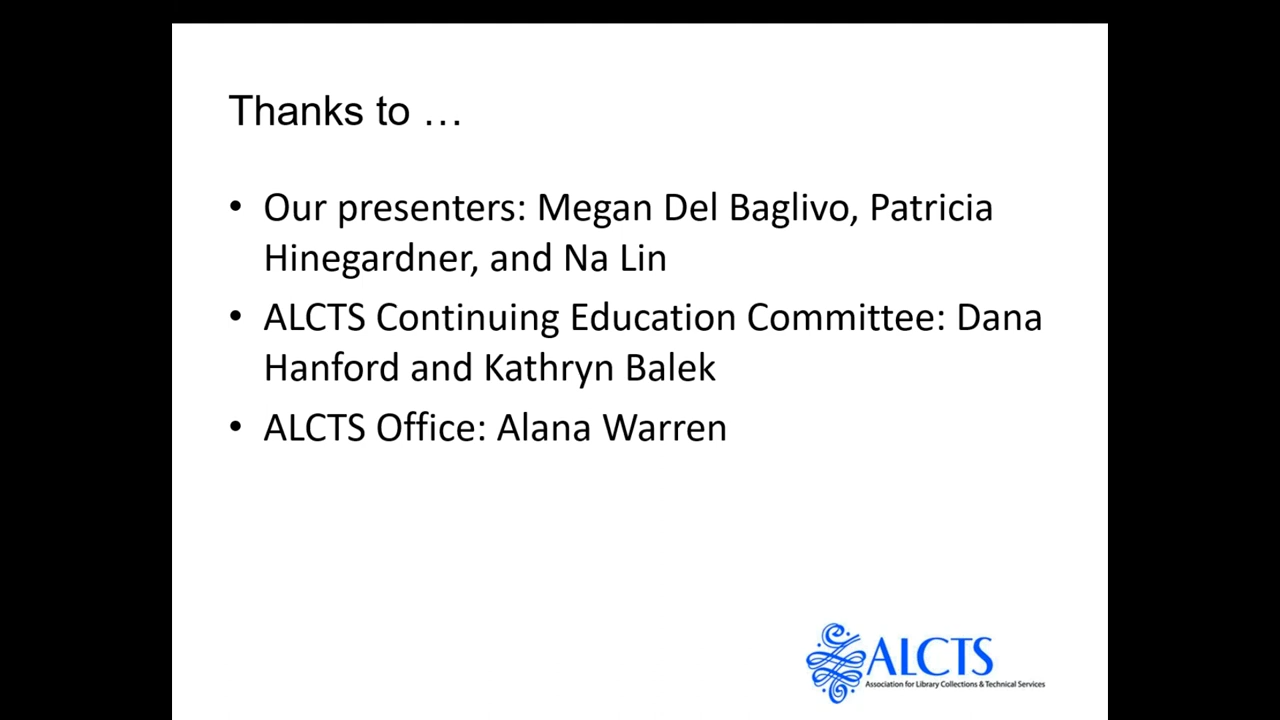 Thanks to …
• Our presenters: Megan Del Baglivo, Patricia
Hinegardner, and Na Lin
• ALCTS Continuing Education Committee: Dana
Hanford and Kathryn Balek
• ALCTS Office: Alana Warren
ALCTS
Association for Library Collections & Technical Services